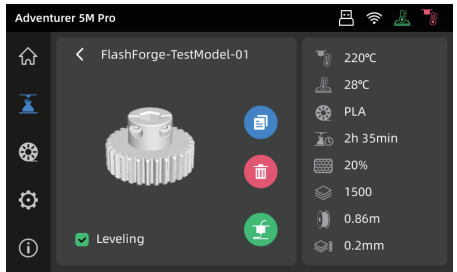 Adventurer 5M Pro
FlashForge-TestModel-01
Leveling
220℃
28℃
PLA
2h 35min
20%
1500
0.86m
0.2mm